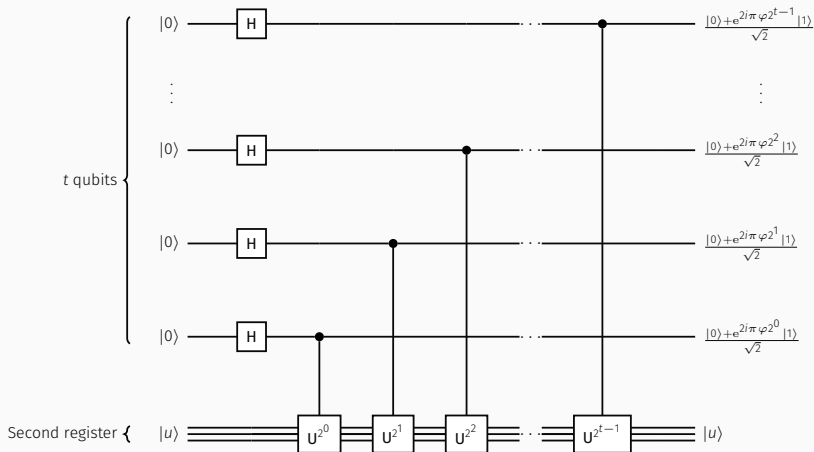 |0⟩ H ··· |0⟩+e^{2iπφ2^{t−1}}|1⟩ / √2
⋮ ⋮
|0⟩ H ··· |0⟩+e^{2iπφ2^2}|1⟩ / √2
t qubits
|0⟩ H ··· |0⟩+e^{2iπφ2^1}|1⟩ / √2
|0⟩ H ··· |0⟩+e^{2iπφ2^0}|1⟩ / √2
Second register |u⟩ U^{2^0} U^{2^1} U^{2^2} ··· U^{2^{t−1}} |u⟩